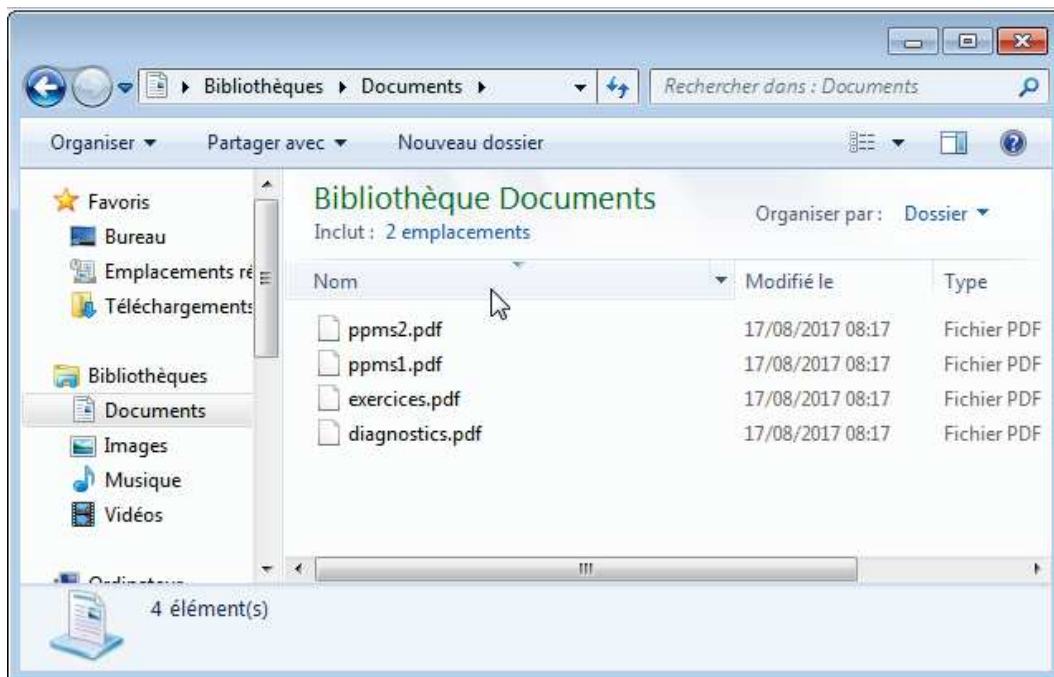 Bibliothèques Documents Rechercher dans : Documents
Organiser Partager avec Nouveau dossier
Favoris
Bureau
Emplacements ré
Téléchargements
Bibliothèques
Documents
Images
Musique
Vidéos
Bibliothèque Documents
Inclut : 2 emplacements
Organiser par : Dossier
Nom Modifié le Type
ppms2.pdf 17/08/2017 08:17 Fichier PDF
ppms1.pdf 17/08/2017 08:17 Fichier PDF
exercices.pdf 17/08/2017 08:17 Fichier PDF
diagnostics.pdf 17/08/2017 08:17 Fichier PDF
4 élément(s)